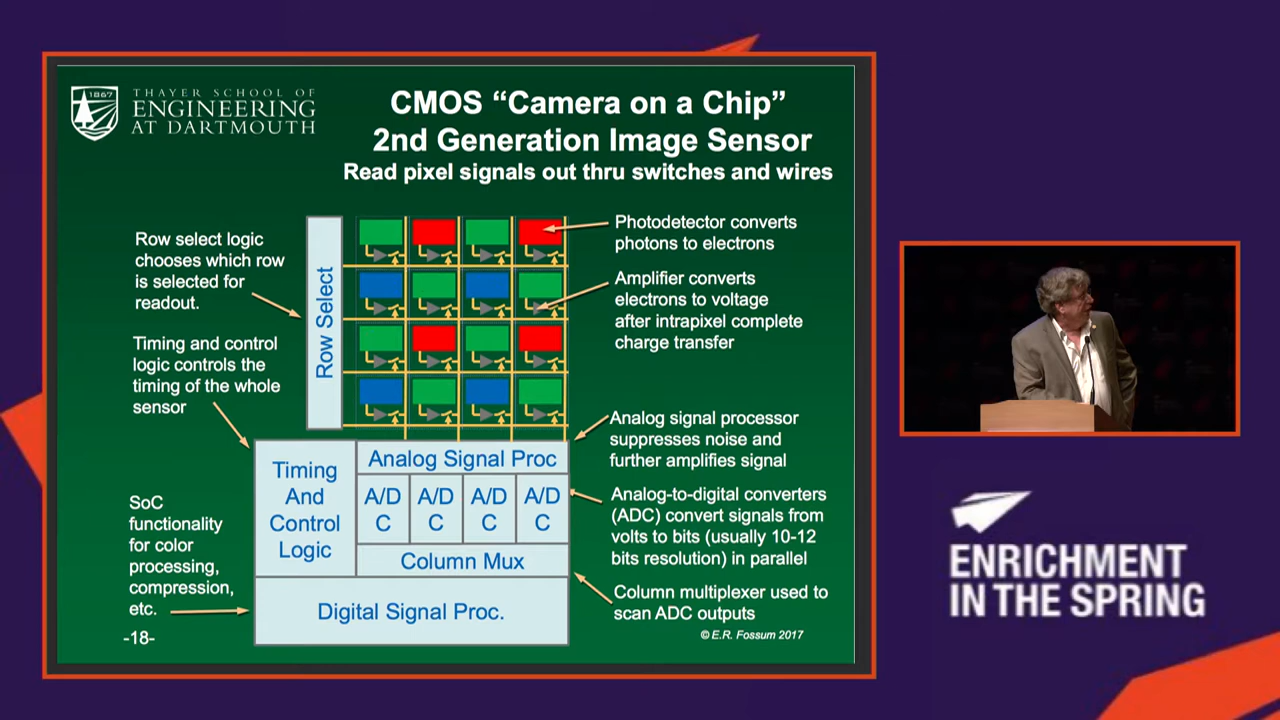 1867
THAYER SCHOOL OF
ENGINEERING
AT DARTMOUTH
CMOS “Camera on a Chip”
2nd Generation Image Sensor
Read pixel signals out thru switches and wires
Row select logic
chooses which row
is selected for
readout.
Timing and control
logic controls the
timing of the whole
sensor
SoC
functionality
for color
processing,
compression,
etc.
-18-
Row Select
Timing
And
Control
Logic
Analog Signal Proc
A/D
C
A/D
C
A/D
C
A/D
C
Column Mux
Digital Signal Proc.
Photodetector converts
photons to electrons
Amplifier converts
electrons to voltage
after intrapixel complete
charge transfer
Analog signal processor
suppresses noise and
further amplifies signal
Analog-to-digital converters
(ADC) convert signals from
volts to bits (usually 10-12
bits resolution) in parallel
Column multiplexer used to
scan ADC outputs
© E.R. Fossum 2017
ENRICHMENT
IN THE SPRING